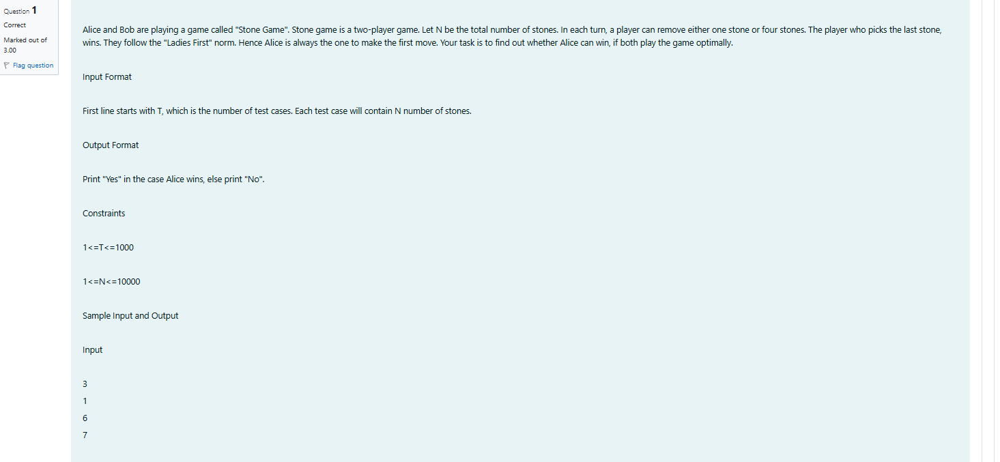 Question 1
Correct
Marked out of
3.00
Flag question
Alice and Bob are playing a game called "Stone Game". Stone game is a two-player game. Let N be the total number of stones. In each turn, a player can remove either one stone or four stones. The player who picks the last stone,
wins. They follow the "Ladies First" norm. Hence Alice is always the one to make the first move. Your task is to find out whether Alice can win, if both play the game optimally.
Input Format
First line starts with T, which is the number of test cases. Each test case will contain N number of stones.
Output Format
Print "Yes" in the case Alice wins, else print "No".
Constraints
1<=T<=1000
1<=N<=10000
Sample Input and Output
Input
3
1
6
7